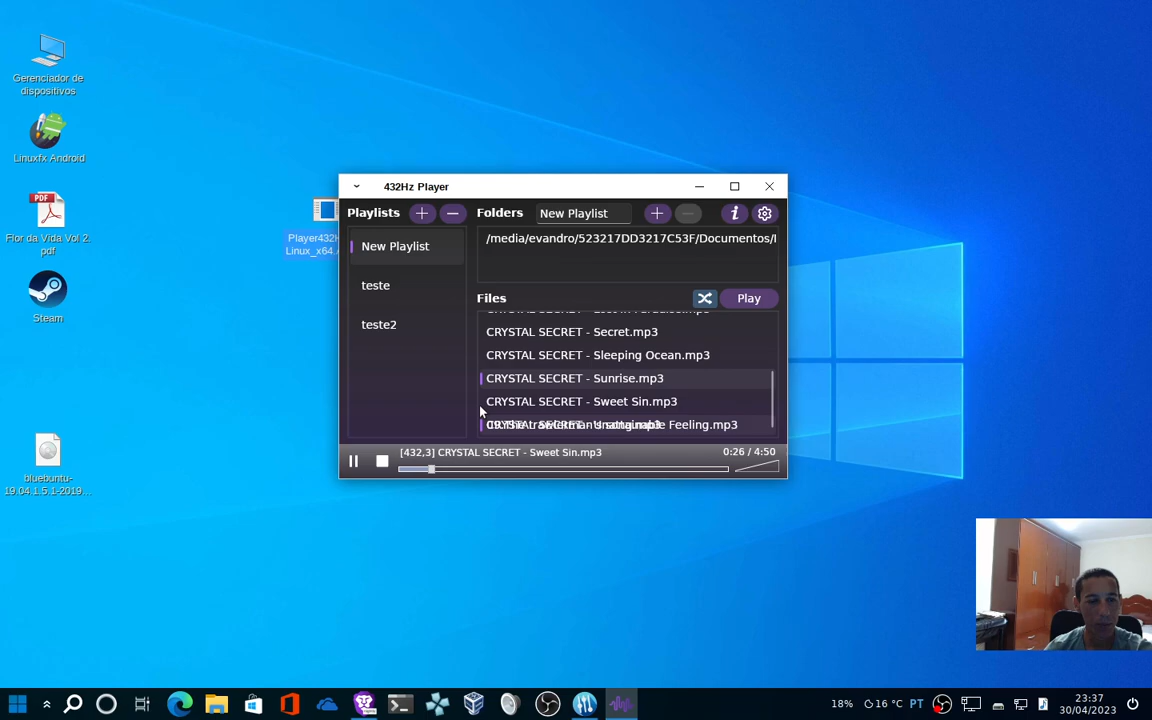 Gerenciador de
dispositivos
Linuxfx Android
PDF
Flor da Vida Vol 2.
pdf
Steam
bluebuntu-
19.04.1.5.1-2019...
Player432H
Linux_x64.
432Hz Player
Playlists
Folders
New Playlist
New Playlist
teste
teste2
/media/evandro/523217DD3217C53F/Documentos/
Files
Play
CRYSTAL SECRET - Secret.mp3
CRYSTAL SECRET - Sleeping Ocean.mp3
CRYSTAL SECRET - Sunrise.mp3
CRYSTAL SECRET - Sweet Sin.mp3
Feeling.mp3
[432,3] CRYSTAL SECRET - Sweet Sin.mp3
0:26 / 4:50
18%
16 °C
PT
23:37
30/04/2023